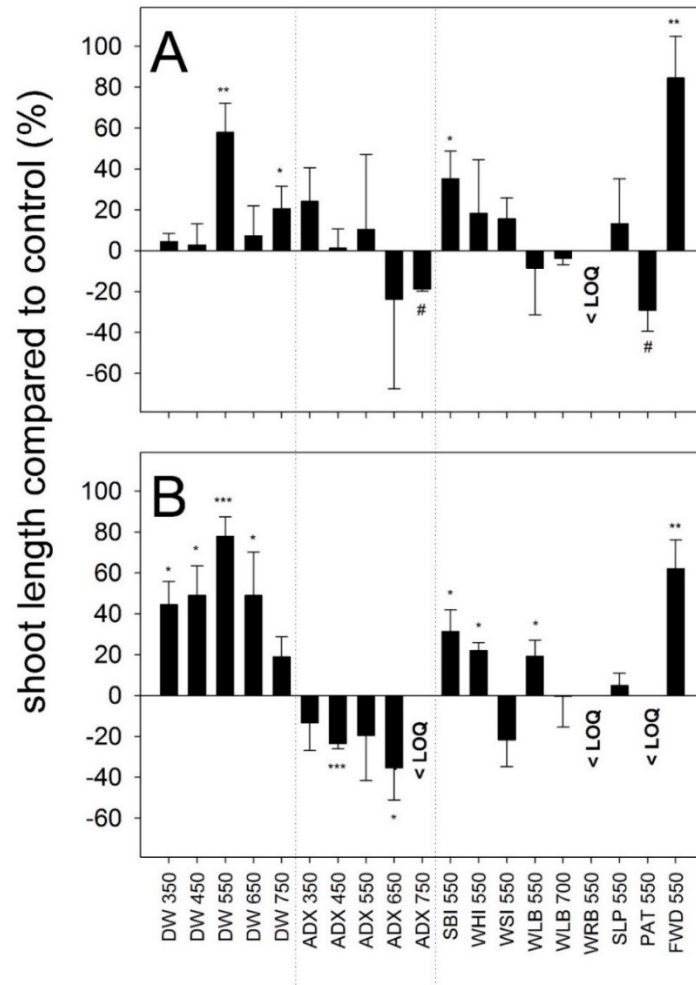 shoot length compared to control (%)
A
100
80
60
40
20
0
-20
-40
-60
** * * **
# #
< LOQ
B
100
80
60
40
20
0
-20
-40
-60
* * *** * * * * **
*** *
< LOQ < LOQ < LOQ
DW 350
DW 450
DW 550
DW 650
DW 750
ADX 350
ADX 450
ADX 550
ADX 650
ADX 750
SBI 550
WHI 550
WSI 550
WLB 550
WLB 700
WRB 550
SLP 550
PAT 550
FWD 550